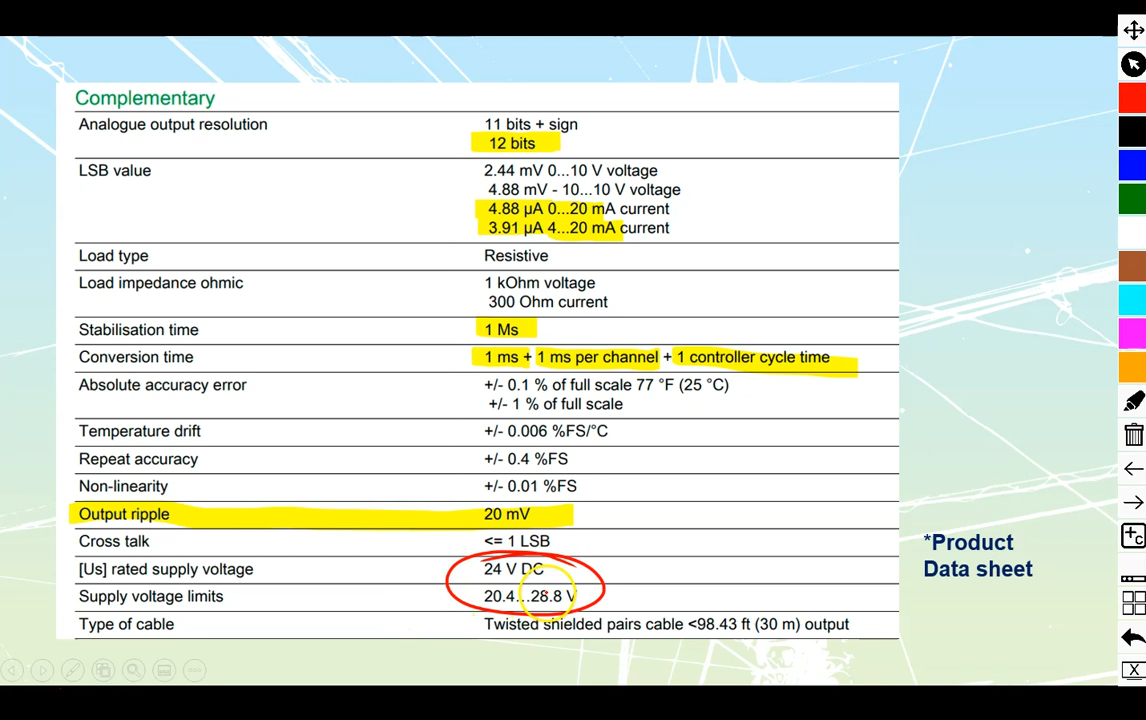 Complementary
Analogue output resolution 11 bits + sign
12 bits
LSB value 2.44 mV 0...10 V voltage
4.88 mV - 10...10 V voltage
4.88 µA 0...20 mA current
3.91 µA 4...20 mA current
Load type Resistive
Load impedance ohmic 1 kOhm voltage
300 Ohm current
Stabilisation time 1 Ms
Conversion time 1 ms + 1 ms per channel + 1 controller cycle time
Absolute accuracy error +/- 0.1 % of full scale 77 °F (25 °C)
+/- 1 % of full scale
Temperature drift +/- 0.006 %FS/°C
Repeat accuracy +/- 0.4 %FS
Non-linearity +/- 0.01 %FS
Output ripple 20 mV
Cross talk <= 1 LSB
[Us] rated supply voltage 24 V DC
Supply voltage limits 20.4...28.8 V
Type of cable Twisted shielded pairs cable <98.43 ft (30 m) output
*Product
Data sheet
+c
X